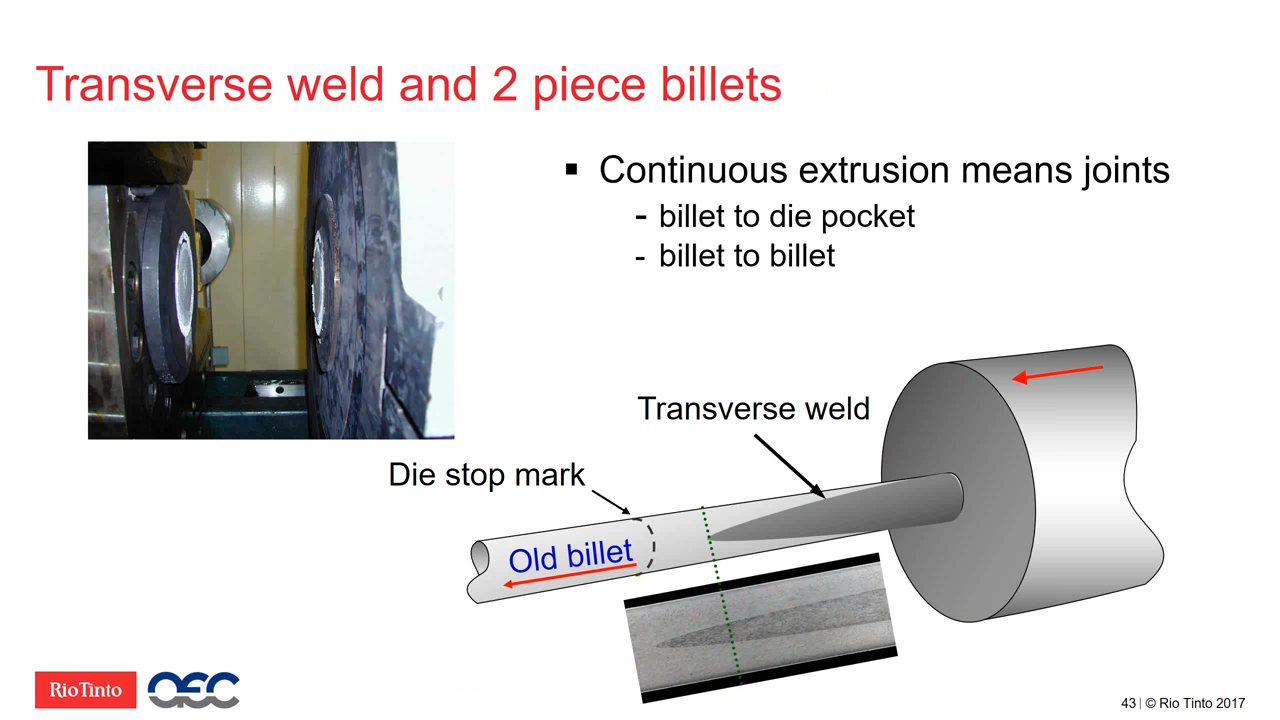 Transverse weld and 2 piece billets
▪ Continuous extrusion means joints
- billet to die pocket
- billet to billet
Transverse weld
Die stop mark
Old billet
RioTinto
AEC
43 | © Rio Tinto 2017